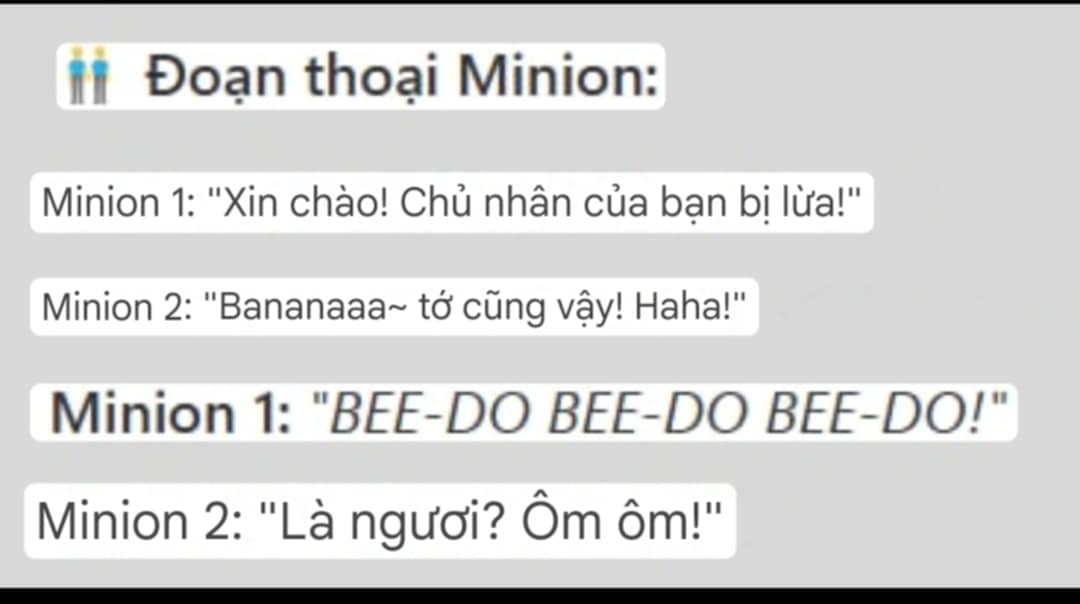 Đoạn thoại Minion:
Minion 1: "Xin chào! Chủ nhân của bạn bị lừa!"
Minion 2: "Bananaaa~ tớ cũng vậy! Haha!"
Minion 1: "BEE-DO BEE-DO BEE-DO!"
Minion 2: "Là ngươi? Ôm ôm!"